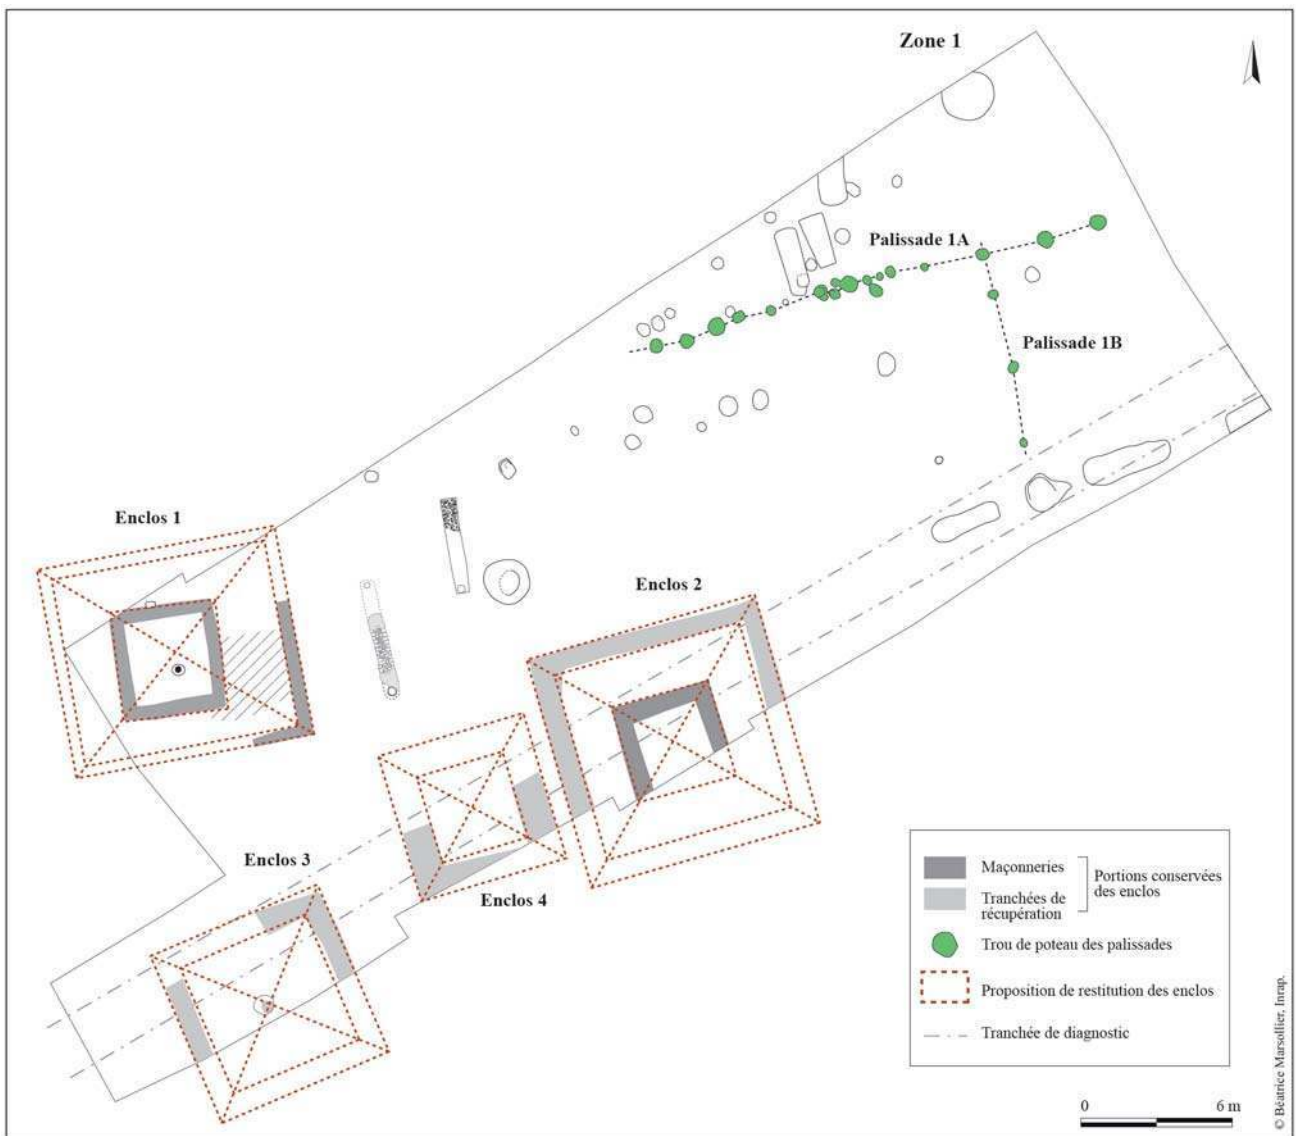 Zone 1
Palissade 1A
Palissade 1B
Enclos 1
Enclos 2
Enclos 3
Enclos 4
Maçonneries
Tranchées de
récupération
Portions conservées
des enclos
Trou de poteau des palissades
Proposition de restitution des enclos
Tranchée de diagnostic
0 6 m
© Béatrice Marsollier, Inrap.